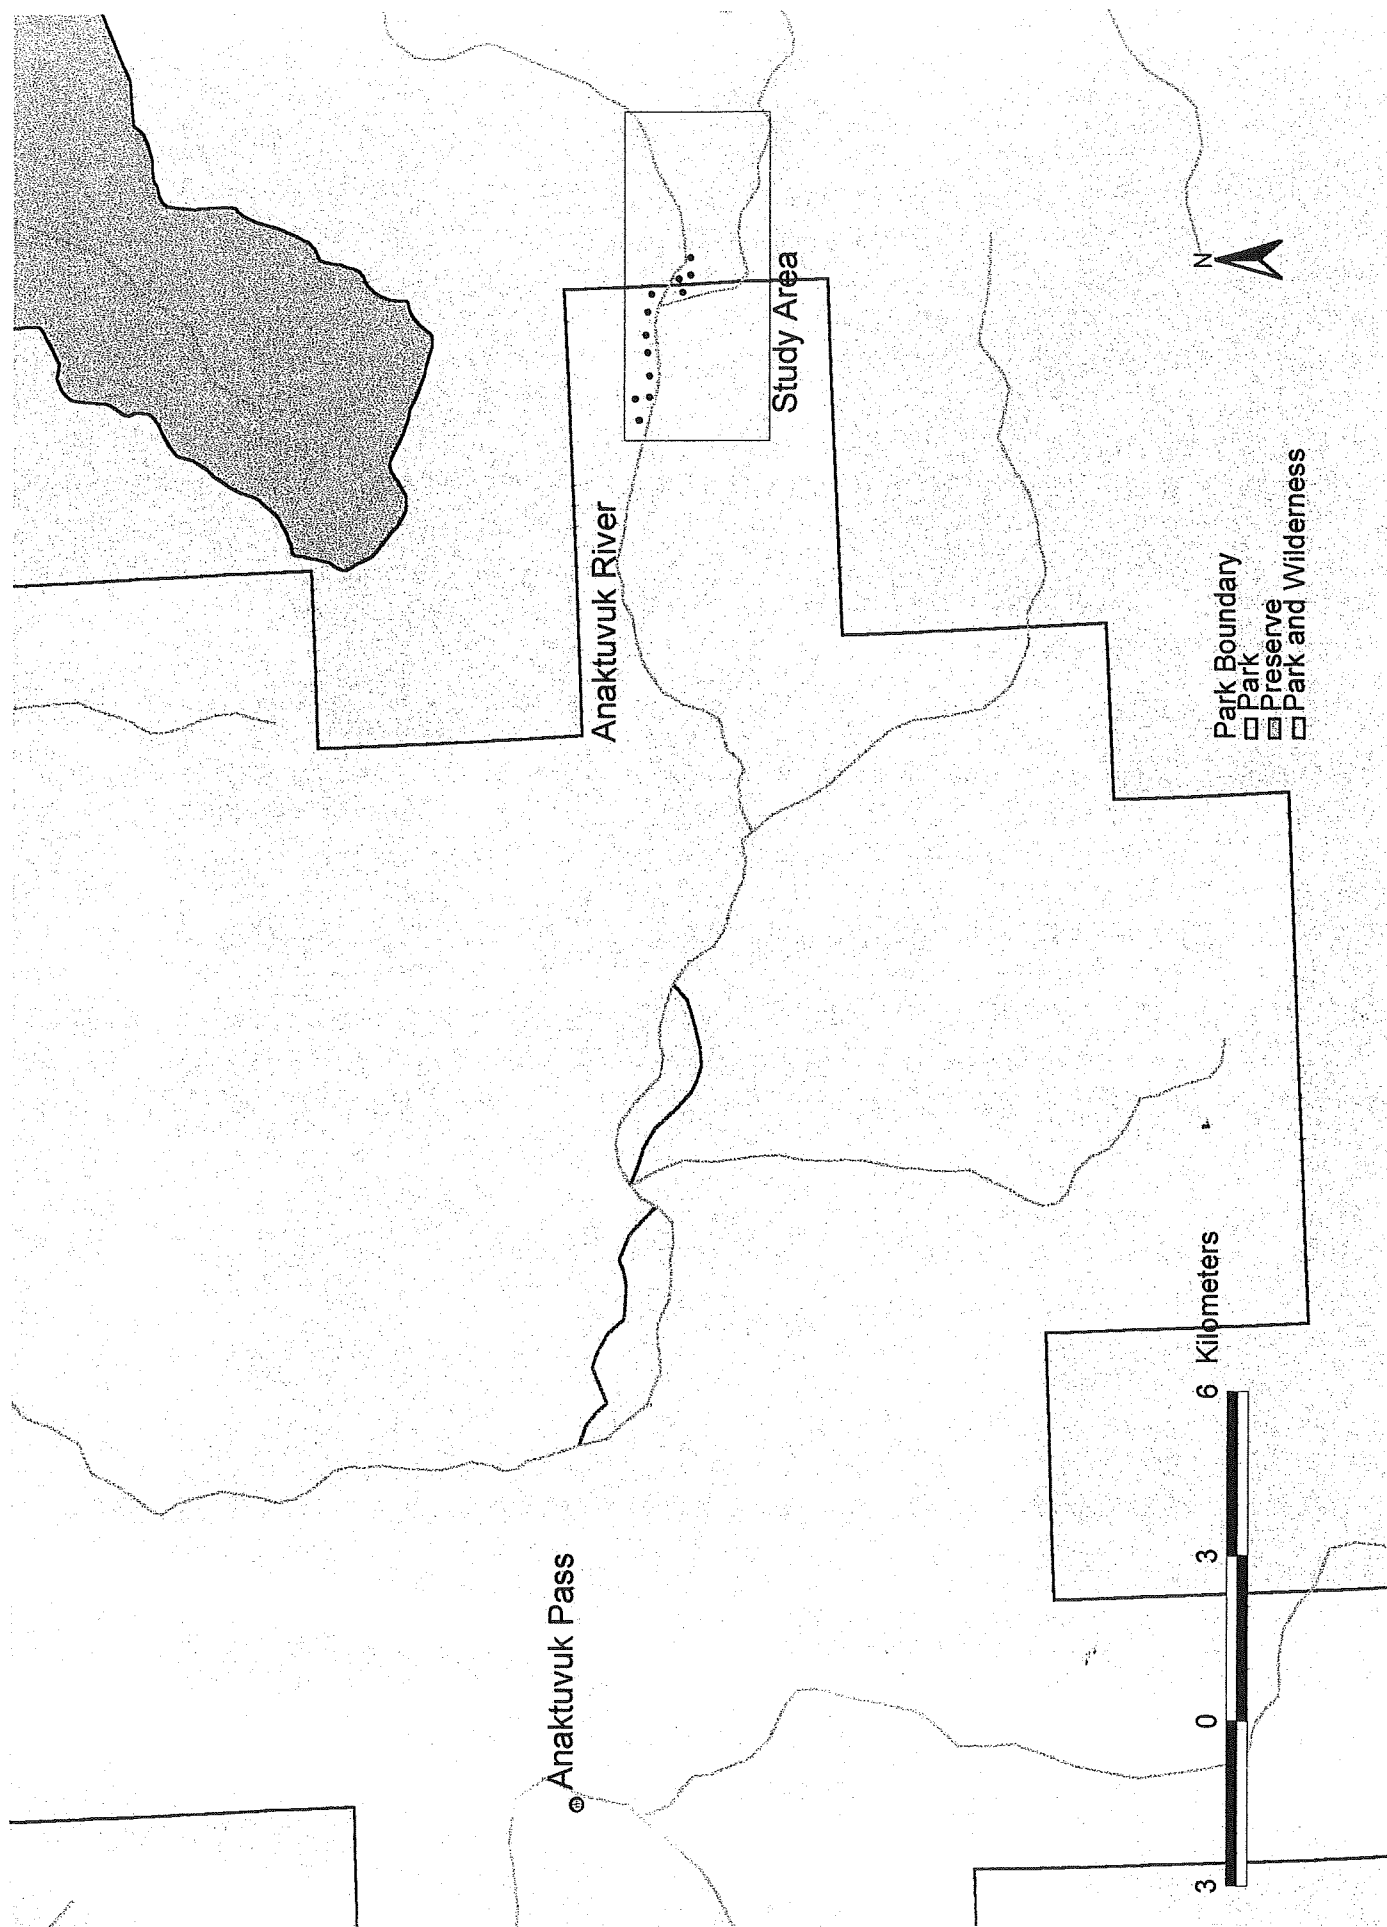 Study Area
Anaktuvuk River
Anaktuvuk Pass
N
Park Boundary
Park
Preserve
Park and Wilderness
3 0 3 6 Kilometers